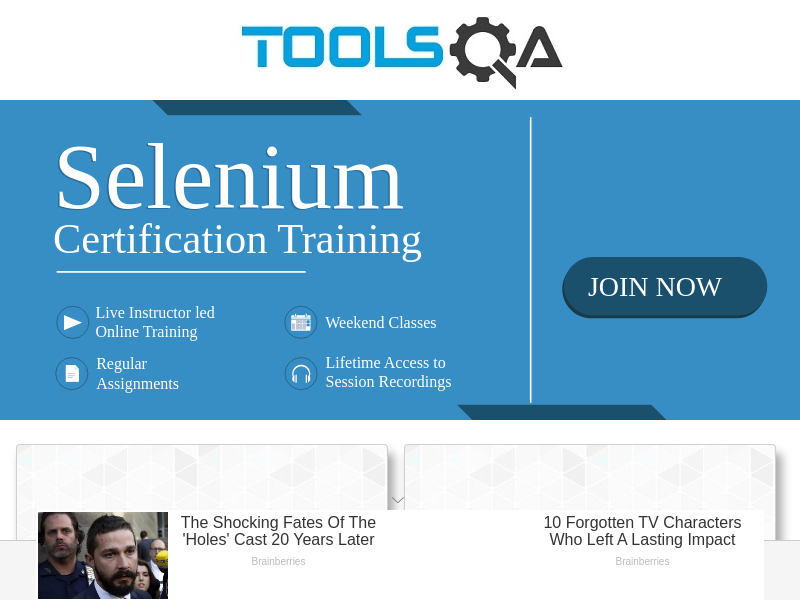 TOOLSQA
Selenium
Certification Training
JOIN NOW
Live Instructor led
Online Training
Weekend Classes
Regular
Assignments
Lifetime Access to
Session Recordings
The Shocking Fates Of The
'Holes' Cast 20 Years Later
Brainberries
10 Forgotten TV Characters
Who Left A Lasting Impact
Brainberries